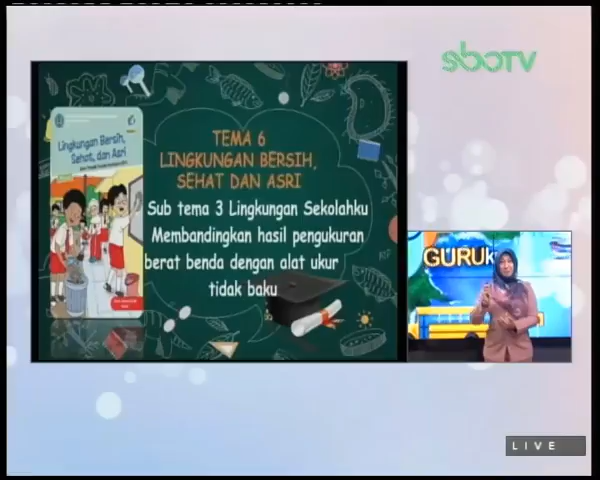 sboTV
TEMA 6
LINGKUNGAN BERSIH,
SEHAT DAN ASRI
Sub tema 3 Lingkungan Sekolahku
Membandingkan hasil pengukuran
berat benda dengan alat ukur
tidak baku
Lingkungan Bersih,
Sehat, dan Asri
GURUK
LIVE